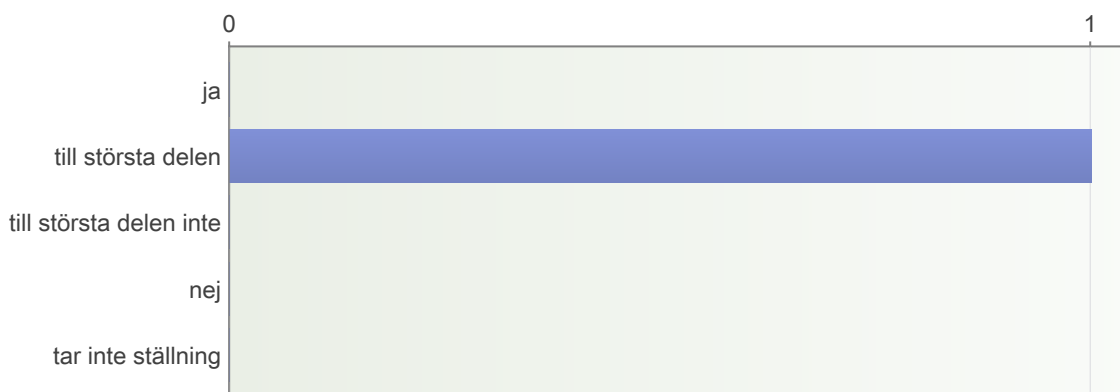 0 1
ja
till största delen
till största delen inte
nej
tar inte ställning